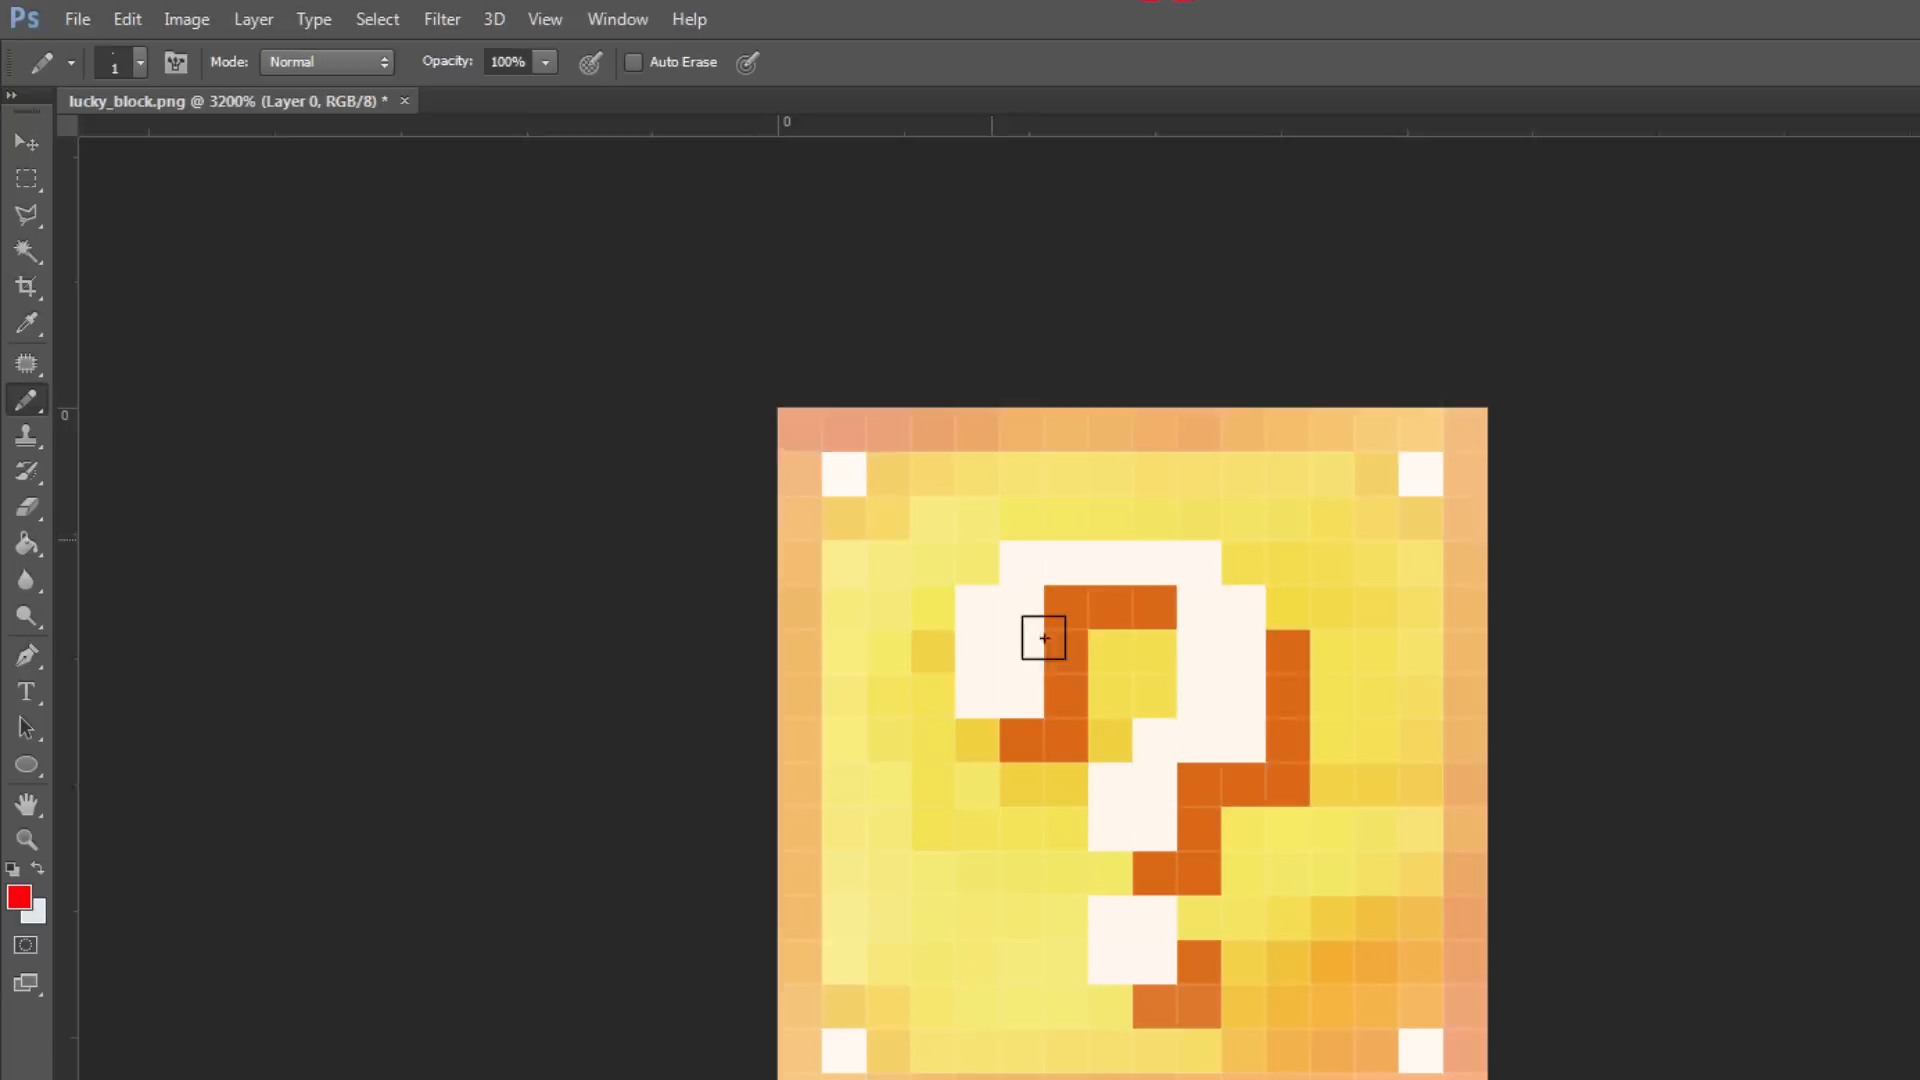 Ps File Edit Image Layer Type Select Filter 3D View Window Help
1 Mode: Normal Opacity: 100% Auto Erase
lucky_block.png @ 3200% (Layer 0, RGB/8) * ×
0
0
T